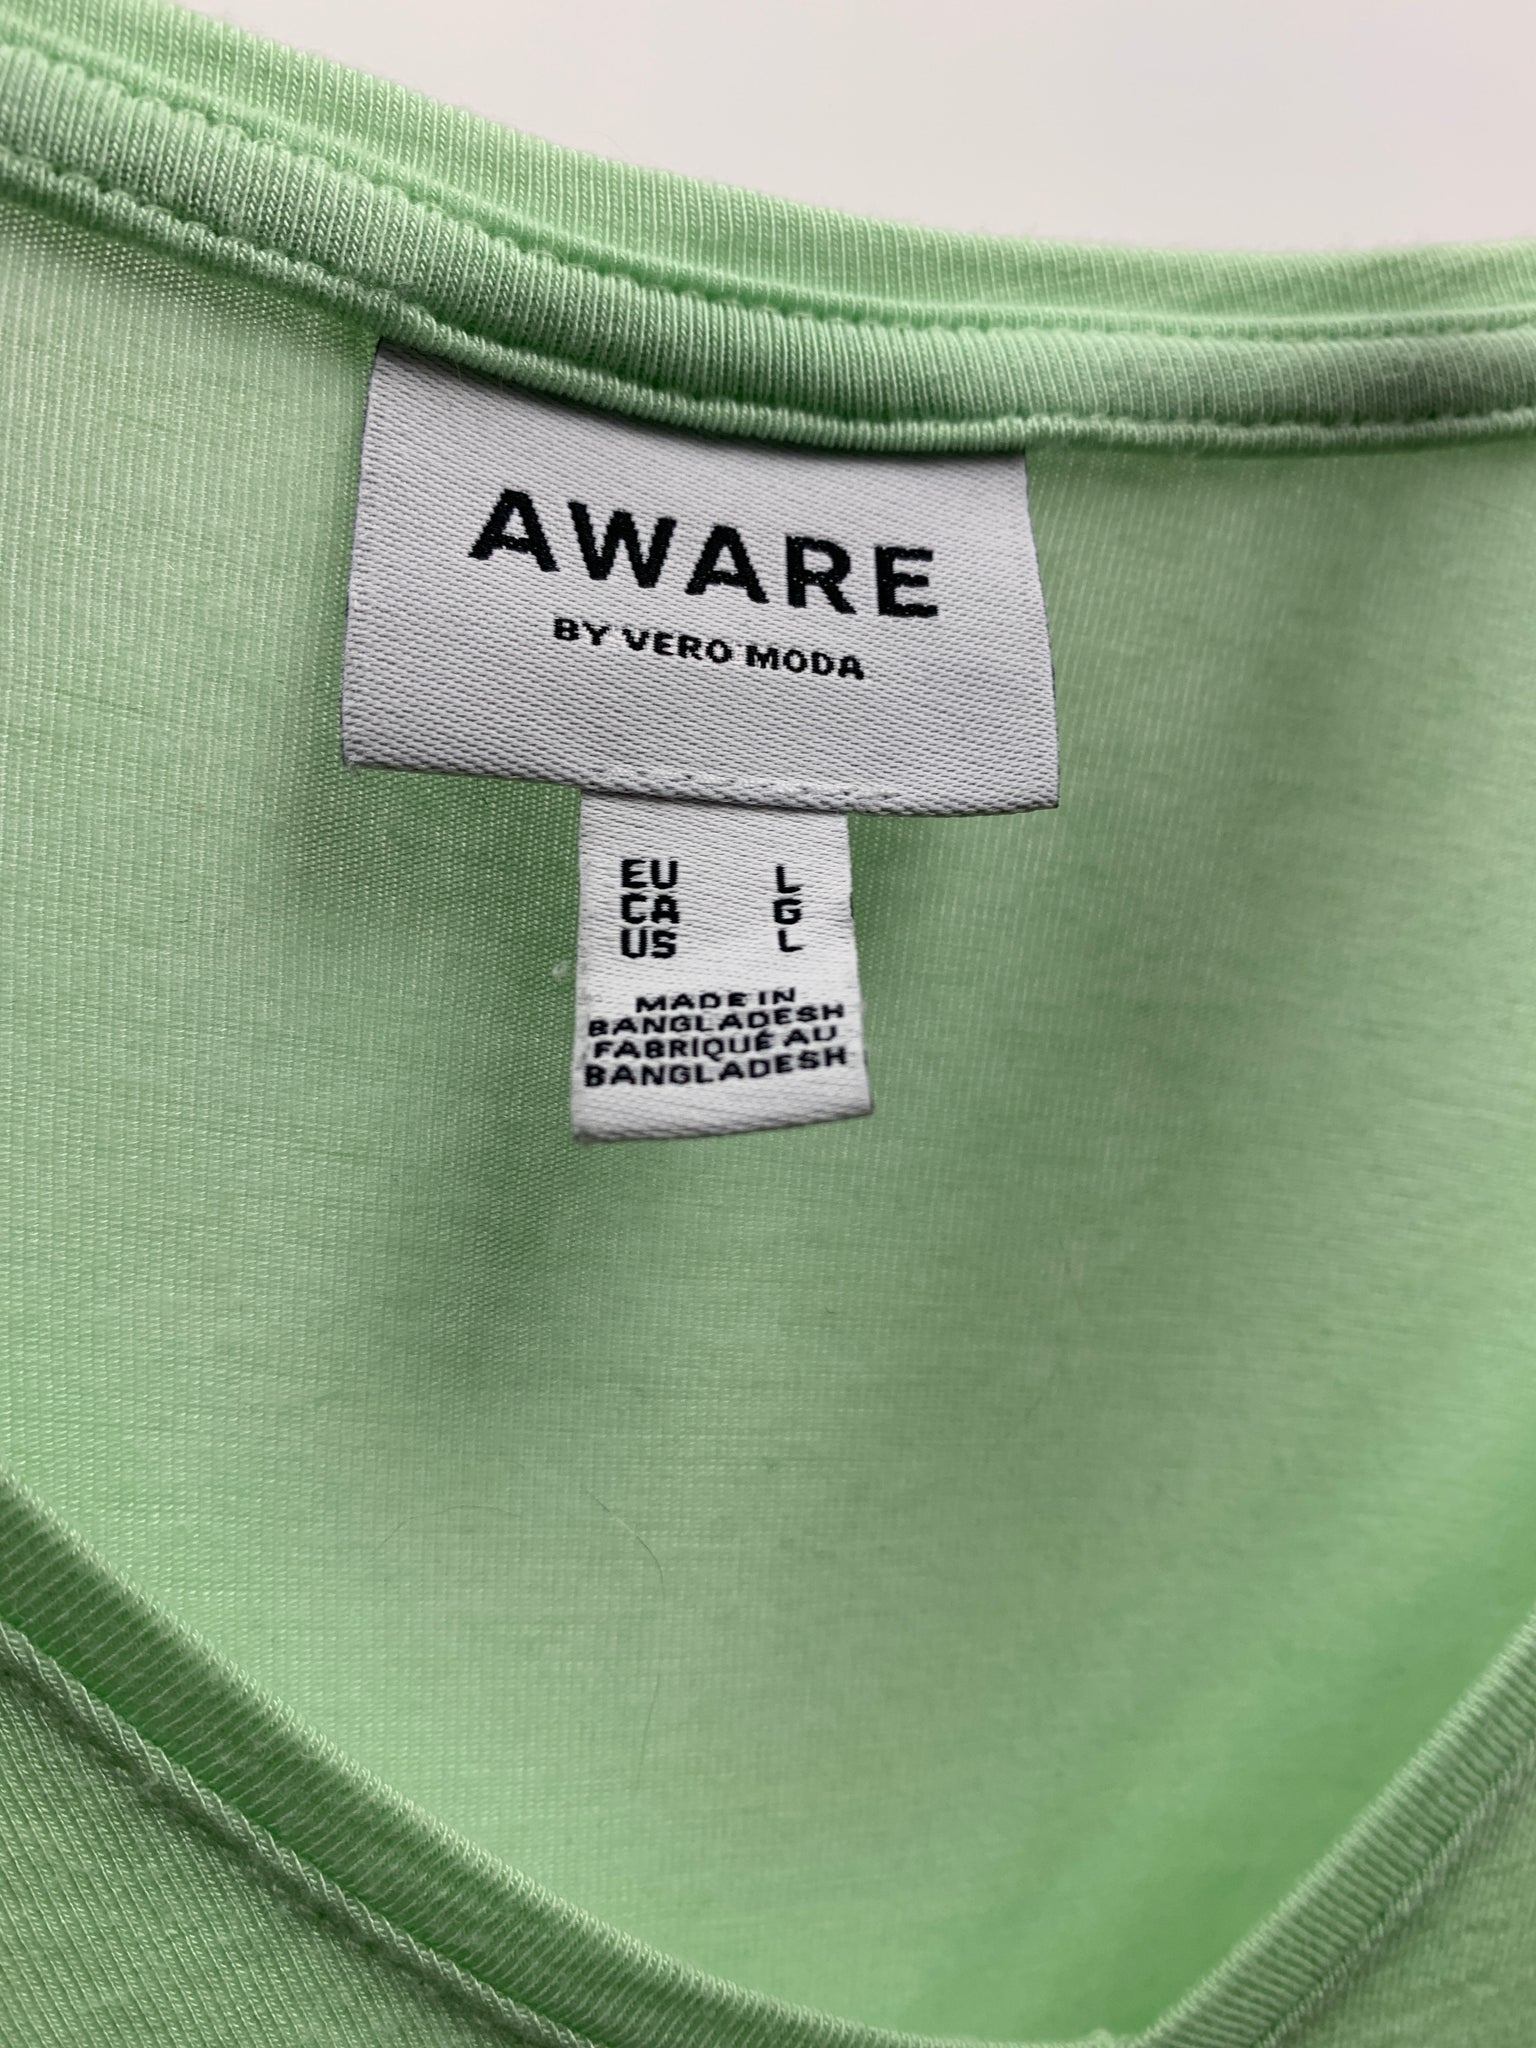 AWARE
BY VERO MODA
EU L
CA G
US L
MADE IN
BANGLADESH
FABRIQUÉ AU
BANGLADESH